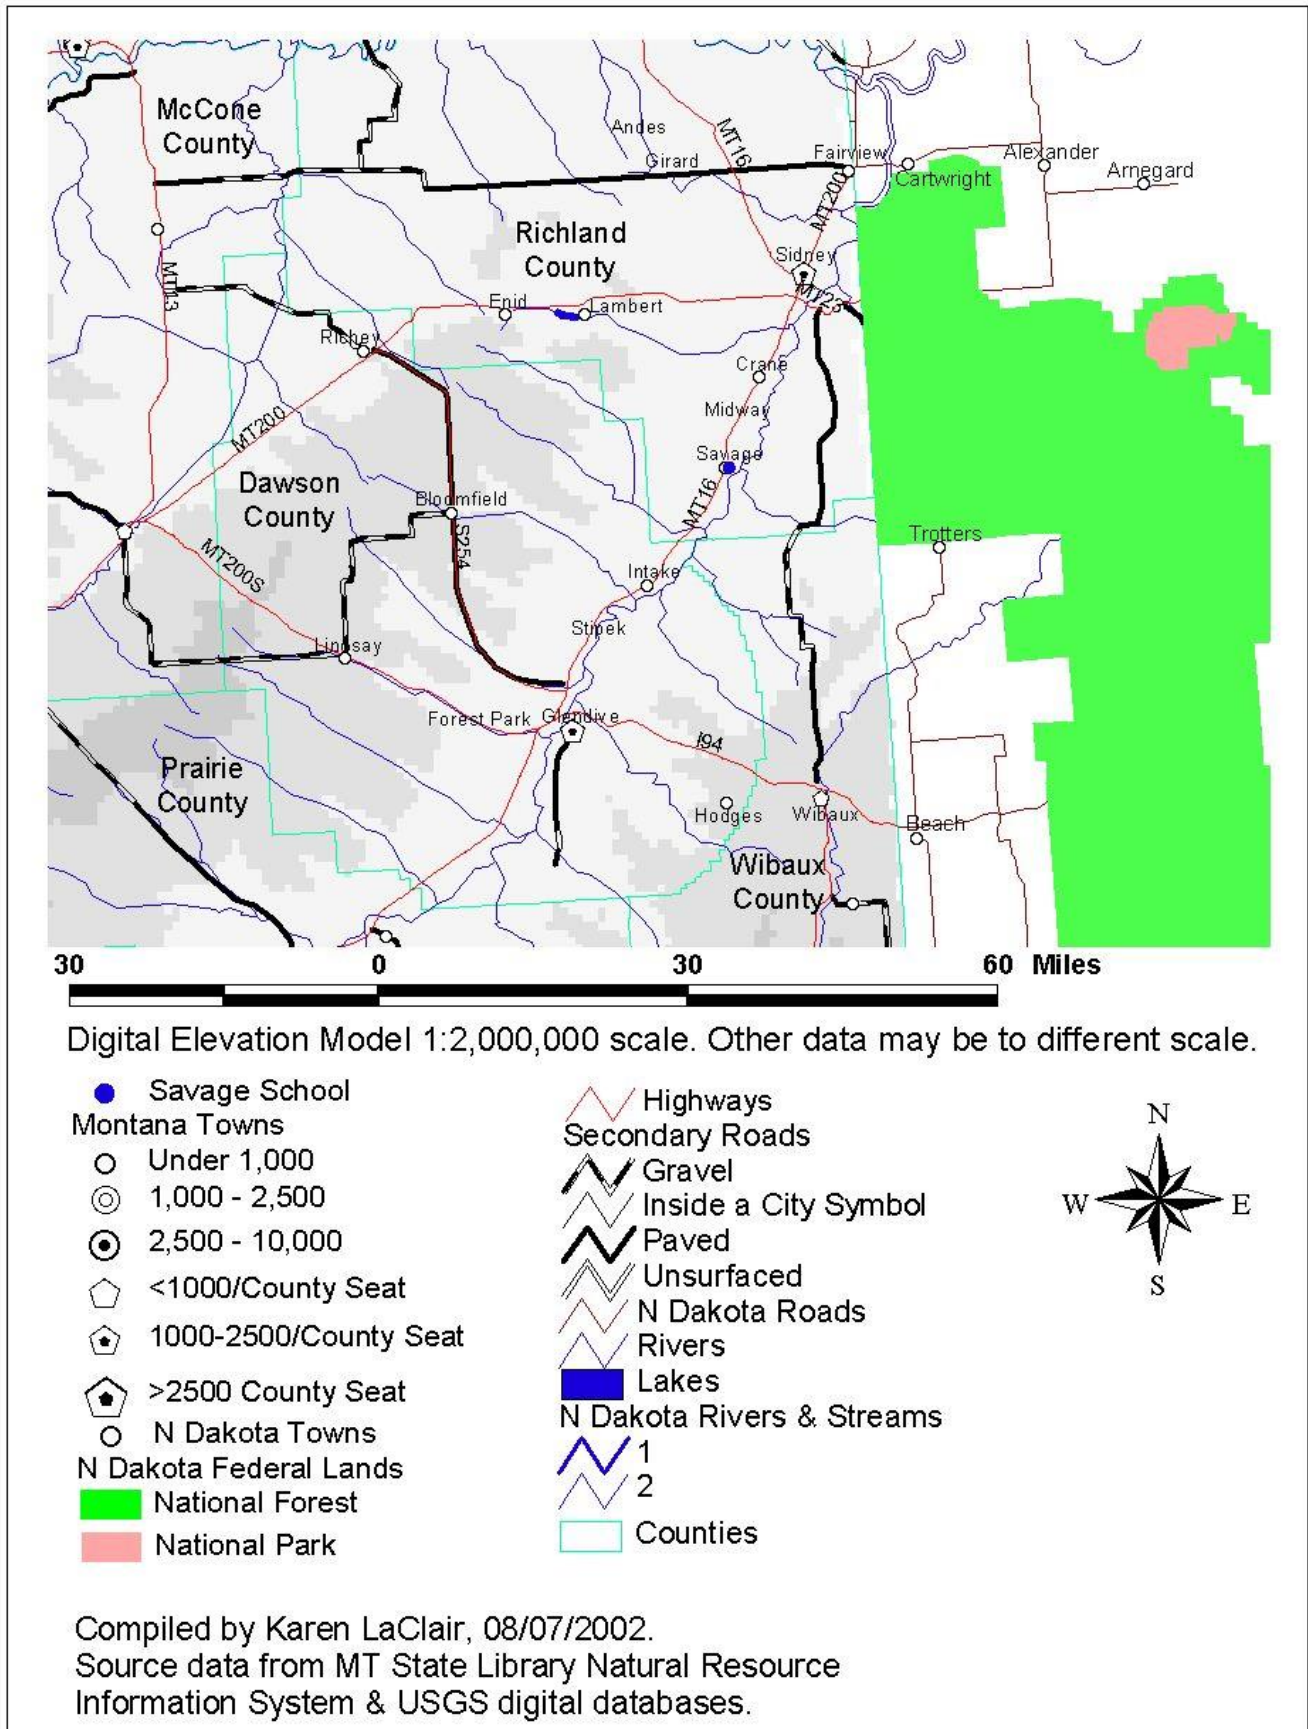 McCone
County
Andes
Girard
MT16
Fairview
Cartwright
Alexander
Arnegard
MT200
Richland
County
Sidney
MT23
MT13
Enid
Lambert
Richey
Crane
Midway
MT200
Savage
Dawson
County
Bloomfield
S254
MT16
Trotters
MT200S
Intake
Stipek
Lindsay
Forest Park
Glendive
I94
Prairie
County
Hodges
Wibaux
Beach
Wibaux
County
30 0 30 60 Miles
Digital Elevation Model 1:2,000,000 scale. Other data may be to different scale.
Savage School
Montana Towns
Under 1,000
1,000 - 2,500
2,500 - 10,000
<1000/County Seat
1000-2500/County Seat
>2500 County Seat
N Dakota Towns
N Dakota Federal Lands
National Forest
National Park
Highways
Secondary Roads
Gravel
Inside a City Symbol
Paved
Unsurfaced
N Dakota Roads
Rivers
Lakes
N Dakota Rivers & Streams
1
2
Counties
N
W E
S
Compiled by Karen LaClair, 08/07/2002.
Source data from MT State Library Natural Resource
Information System & USGS digital databases.